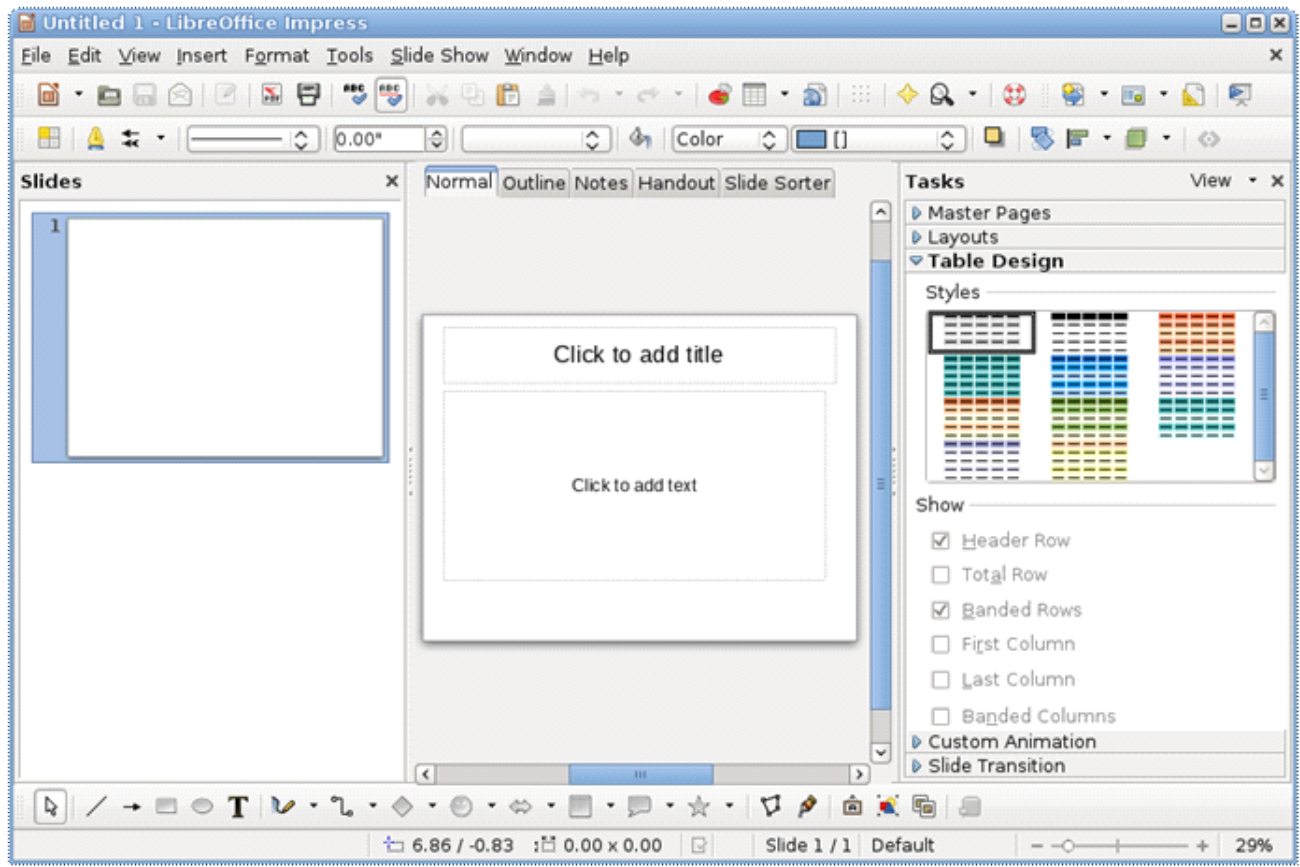 Untitled 1 - LibreOffice Impress
File Edit View Insert Format Tools Slide Show Window Help
0.00" Color []
Slides
1
Normal Outline Notes Handout Slide Sorter
Click to add title
Click to add text
Tasks View
Master Pages
Layouts
Table Design
Styles
Show
Header Row
Total Row
Banded Rows
First Column
Last Column
Banded Columns
Custom Animation
Slide Transition
T
6.86 / -0.83 0.00 x 0.00 Slide 1 / 1 Default 29%